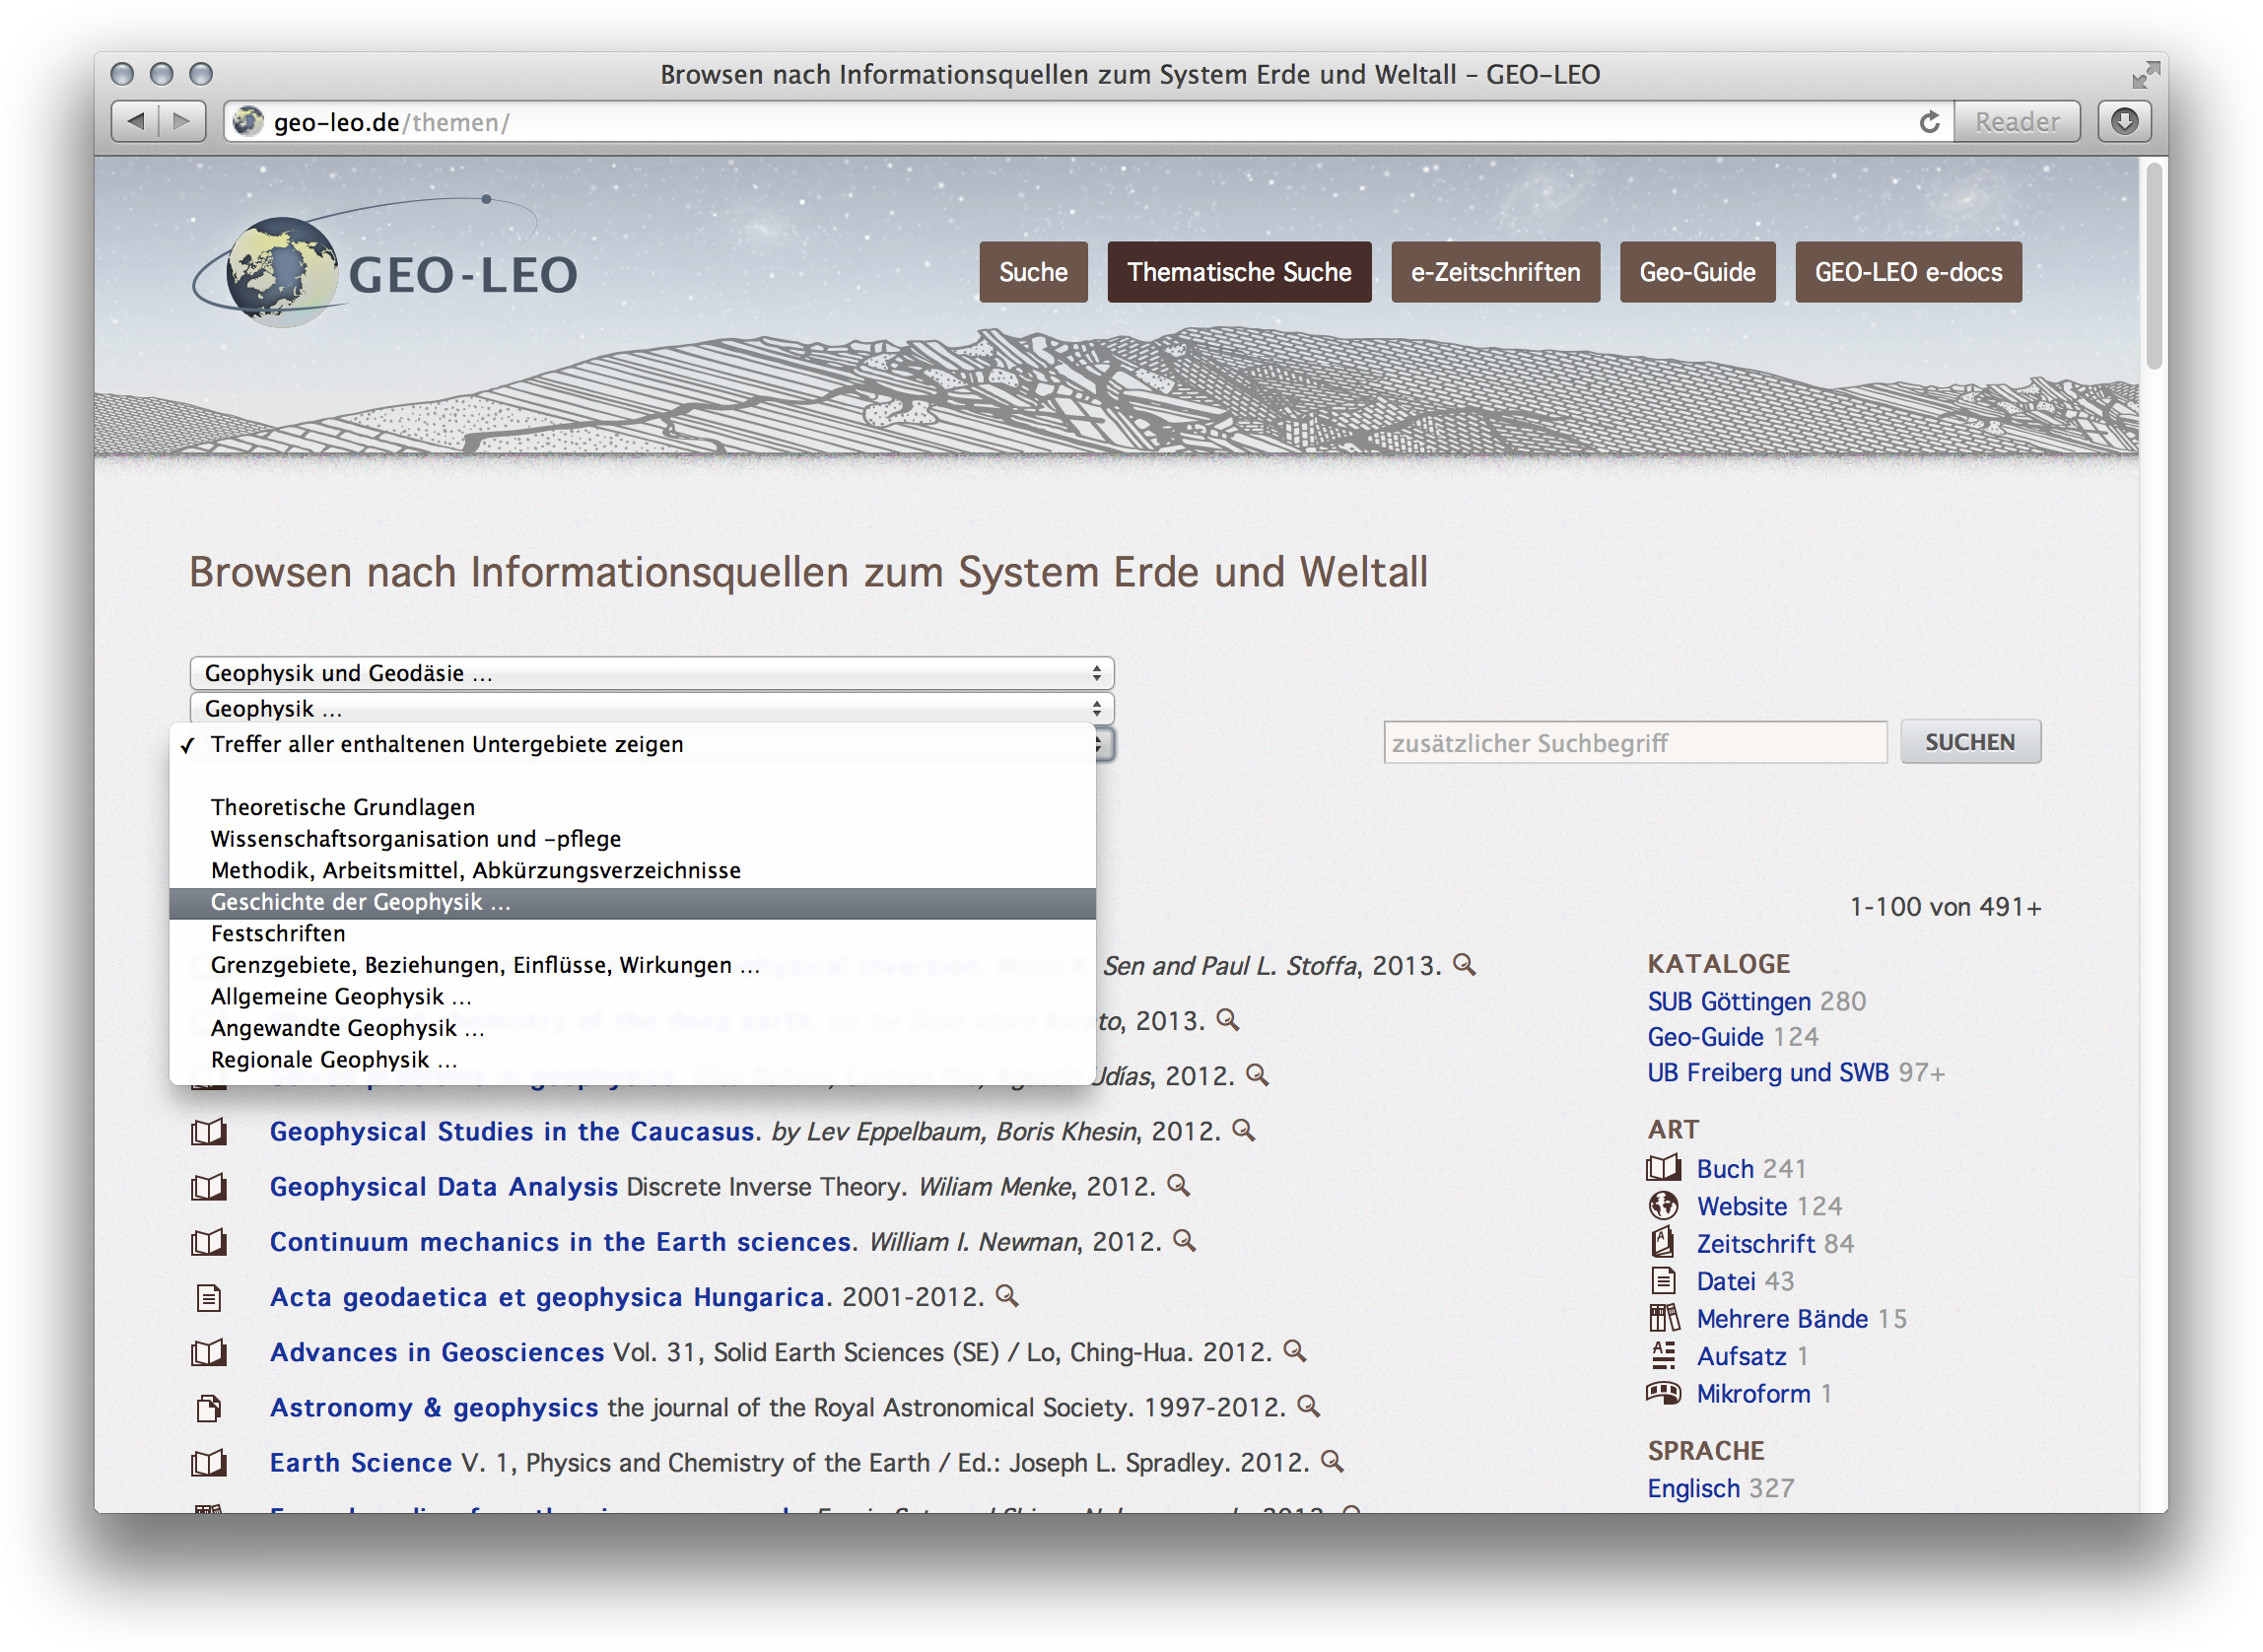 Browsen nach Informationsquellen zum System Erde und Weltall – GEO-LEO
geo-leo.de/themen/
Reader
GEO-LEO
Suche
Thematische Suche
e-Zeitschriften
Geo-Guide
GEO-LEO e-docs
Browsen nach Informationsquellen zum System Erde und Weltall
Geophysik und Geodäsie ...
Geophysik ...
✓ Treffer aller enthaltenen Untergebiete zeigen
Theoretische Grundlagen
Wissenschaftsorganisation und -pflege
Methodik, Arbeitsmittel, Abkürzungsverzeichnisse
Geschichte der Geophysik ...
Festschriften
Grenzgebiete, Beziehungen, Einflüsse, Wirkungen ...
Allgemeine Geophysik ...
Angewandte Geophysik ...
Regionale Geophysik ...
zusätzlicher Suchbegriff
SUCHEN
1-100 von 491+
Sen and Paul L. Stoffa, 2013.
2013.
Udías, 2012.
Geophysical Studies in the Caucasus. by Lev Eppelbaum, Boris Khesin, 2012.
Geophysical Data Analysis Discrete Inverse Theory. Wiliam Menke, 2012.
Continuum mechanics in the Earth sciences. William I. Newman, 2012.
Acta geodaetica et geophysica Hungarica. 2001-2012.
Advances in Geosciences Vol. 31, Solid Earth Sciences (SE) / Lo, Ching-Hua. 2012.
Astronomy & geophysics the journal of the Royal Astronomical Society. 1997-2012.
Earth Science V. 1, Physics and Chemistry of the Earth / Ed.: Joseph L. Spradley. 2012.
KATALOGE
SUB Göttingen 280
Geo-Guide 124
UB Freiberg und SWB 97+
ART
Buch 241
Website 124
Zeitschrift 84
Datei 43
Mehrere Bände 15
Aufsatz 1
Mikroform 1
SPRACHE
Englisch 327